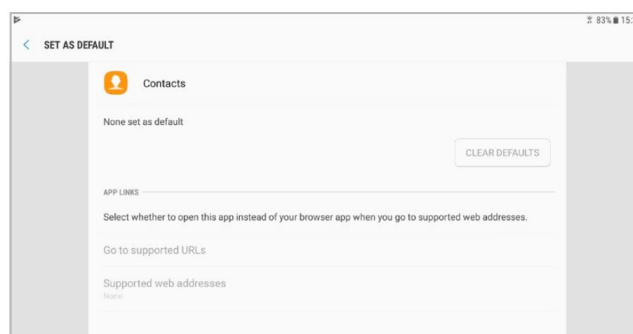 83% 15:
SET AS DEFAULT
Contacts
None set as default
CLEAR DEFAULTS
APP LINKS
Select whether to open this app instead of your browser app when you go to supported web addresses.
Go to supported URLs
Supported web addresses
None